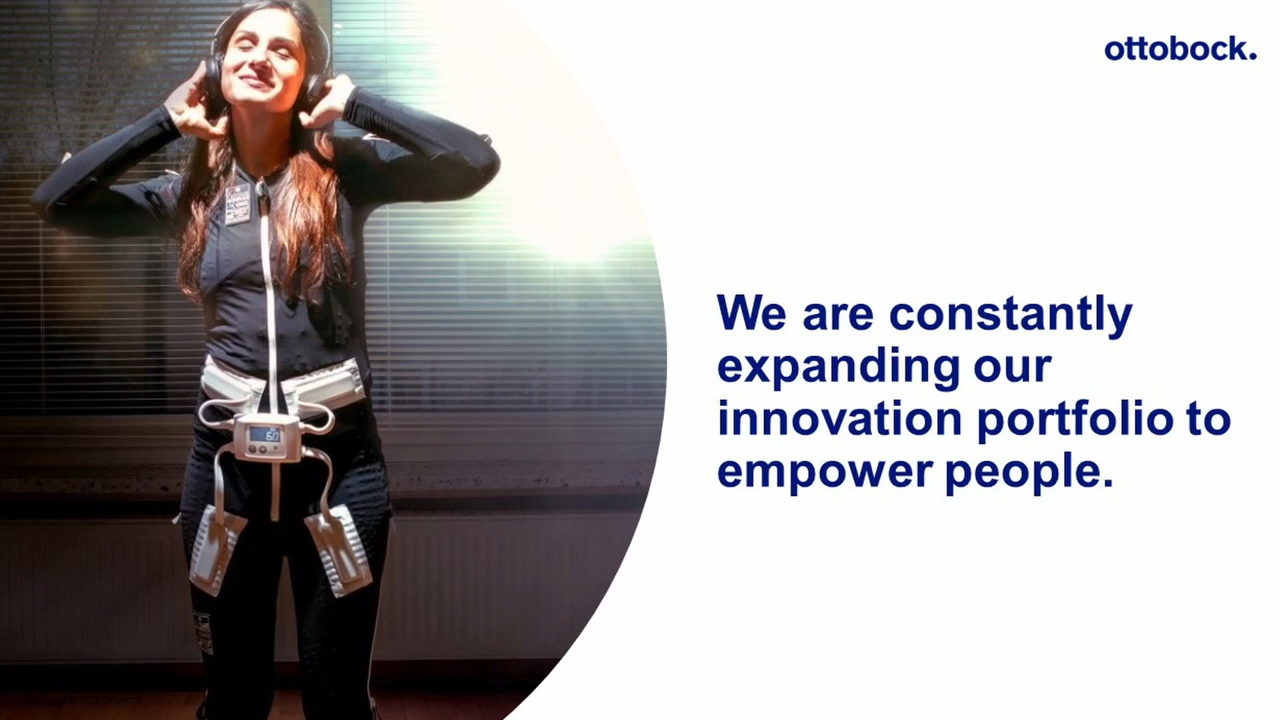 ottobock.
We are constantly
expanding our
innovation portfolio to
empower people.
60